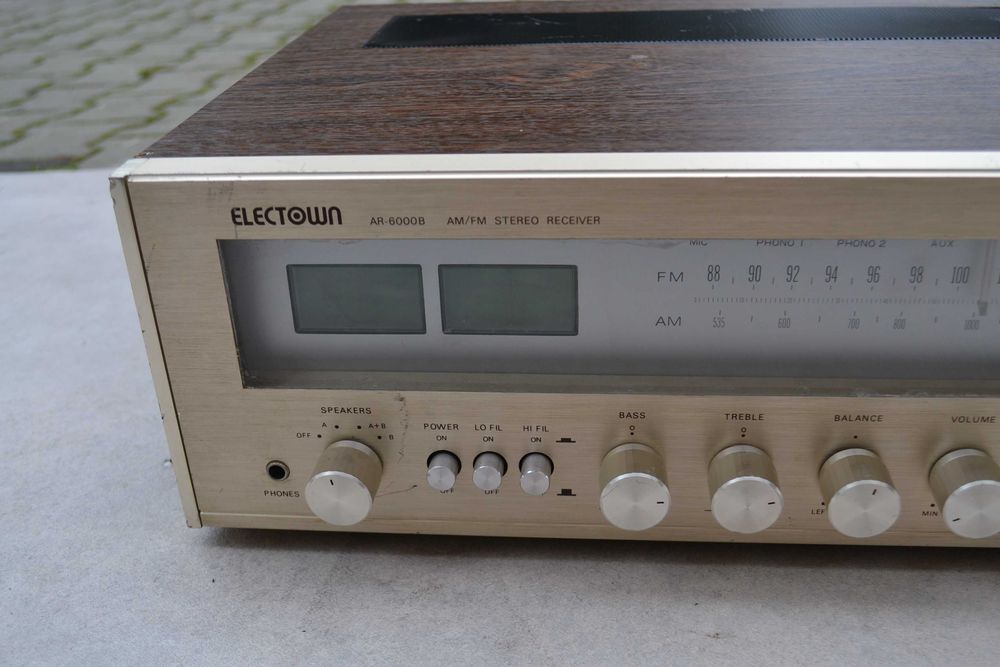 ELECTOWN AR-6000B AM/FM STEREO RECEIVER
MIC PHONO 1 PHONO 2 AUX
FM 88 90 92 94 96 98 100
AM 535 600 700 800 1000
SPEAKERS
OFF A A+B B
PHONES
POWER LO FIL HI FIL
ON ON ON
OFF OFF
BASS TREBLE BALANCE VOLUME
LEF MIN